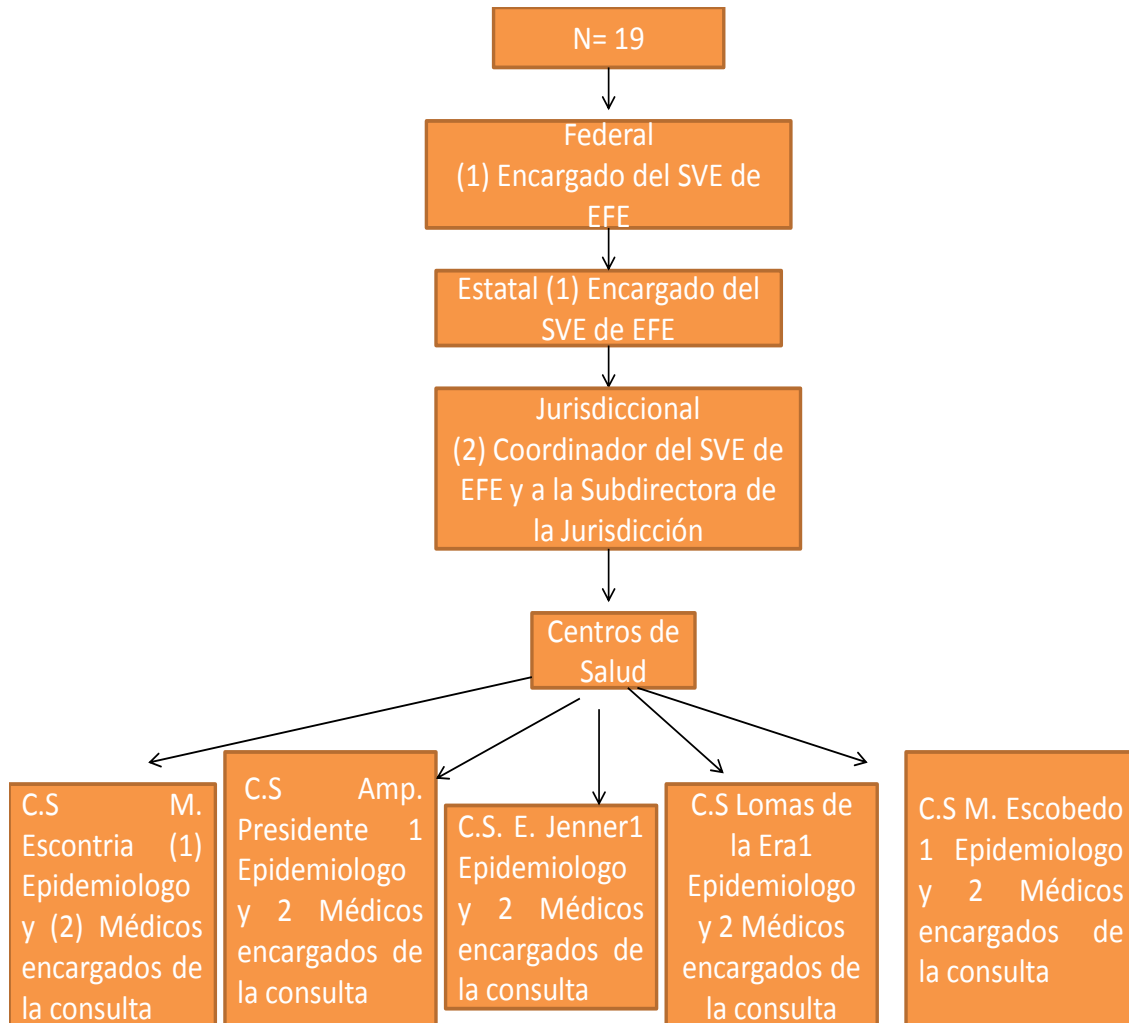 N= 19
Federal
(1) Encargado del SVE de
EFE
Estatal (1) Encargado del
SVE de EFE
Jurisdiccional
(2) Coordinador del SVE de
EFE y a la Subdirectora de
la Jurisdicción
Centros de
Salud
C.S M.
Escontria (1)
Epidemiologo
y (2) Médicos
encargados de
la consulta
C.S Amp.
Presidente 1
Epidemiologo
y 2 Médicos
encargados de
la consulta
C.S. E. Jenner1
Epidemiologo
y 2 Médicos
encargados de
la consulta
C.S Lomas de
la Era1
Epidemiologo
y 2 Médicos
encargados de
la consulta
C.S M. Escobedo
1 Epidemiologo
y 2 Médicos
encargados de
la consulta